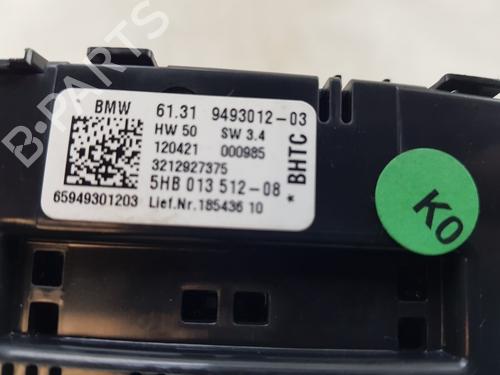 BMW 61.31 9493012-03
HW 50 SW 3.4
120421 000985
3212927375
5HB 013 512-08
65949301203 Lief.Nr.185436 10
* BHTC
KO
B-PARTS